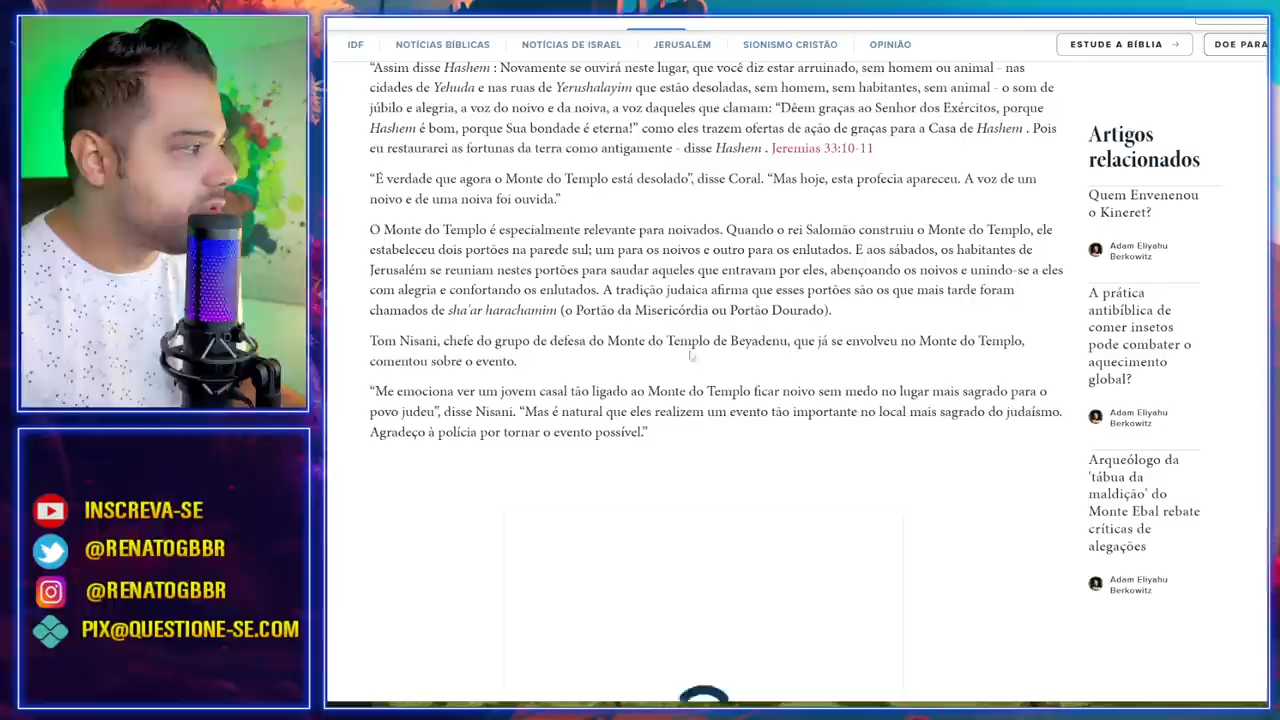 IDF
NOTÍCIAS BÍBLICAS
NOTÍCIAS DE ISRAEL
JERUSALÉM
SIONISMO CRISTÃO
OPINIÃO
ESTUDE A BÍBLIA →
DOE PARA
“Assim disse Hashem : Novamente se ouvirá neste lugar, que você diz estar arruinado, sem homem ou animal - nas
cidades de Yehuda e nas ruas de Yerushalayim que estão desoladas, sem homem, sem habitantes, sem animal - o som de
júbilo e alegria, a voz do noivo e da noiva, a voz daqueles que clamam: “Dêem graças ao Senhor dos Exércitos, porque
Hashem é bom, porque Sua bondade é eterna!” como eles trazem ofertas de ação de graças para a Casa de Hashem . Pois
eu restaurarei as fortunas da terra como antigamente - disse Hashem . Jeremias 33:10-11
“É verdade que agora o Monte do Templo está desolado”, disse Coral. “Mas hoje, esta profecia apareceu. A voz de um
noivo e de uma noiva foi ouvida.”
O Monte do Templo é especialmente relevante para noivados. Quando o rei Salomão construiu o Monte do Templo, ele
estabeleceu dois portões na parede sul; um para os noivos e outro para os enlutados. E aos sábados, os habitantes de
Jerusalém se reuniam nestes portões para saudar aqueles que entravam por eles, abençoando os noivos e unindo-se a eles
com alegria e confortando os enlutados. A tradição judaica afirma que esses portões são os que mais tarde foram
chamados de sha'ar harachamim (o Portão da Misericórdia ou Portão Dourado).
Tom Nisani, chefe do grupo de defesa do Monte do Templo de Beyadenu, que já se envolveu no Monte do Templo,
comentou sobre o evento.
“Me emociona ver um jovem casal tão ligado ao Monte do Templo ficar noivo sem medo no lugar mais sagrado para o
povo judeu”, disse Nisani. “Mas é natural que eles realizem um evento tão importante no local mais sagrado do judaísmo.
Agradeço à polícia por tornar o evento possível.”
Artigos
relacionados
Quem Envenenou
o Kineret?
Adam Eliyahu
Berkowitz
A prática
antibíblica de
comer insetos
pode combater o
aquecimento
global?
Adam Eliyahu
Berkowitz
Arqueólogo da
'tábua da
maldição' do
Monte Ebal rebate
críticas de
alegações
Adam Eliyahu
Berkowitz
INSCREVA-SE
@RENATOGBBR
@RENATOGBBR
PIX@QUESTIONE-SE.COM